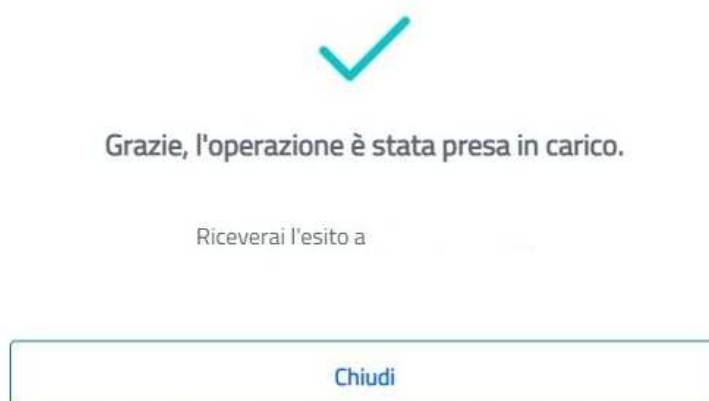 Grazie, l'operazione è stata presa in carico.
Riceverai l'esito a
Chiudi